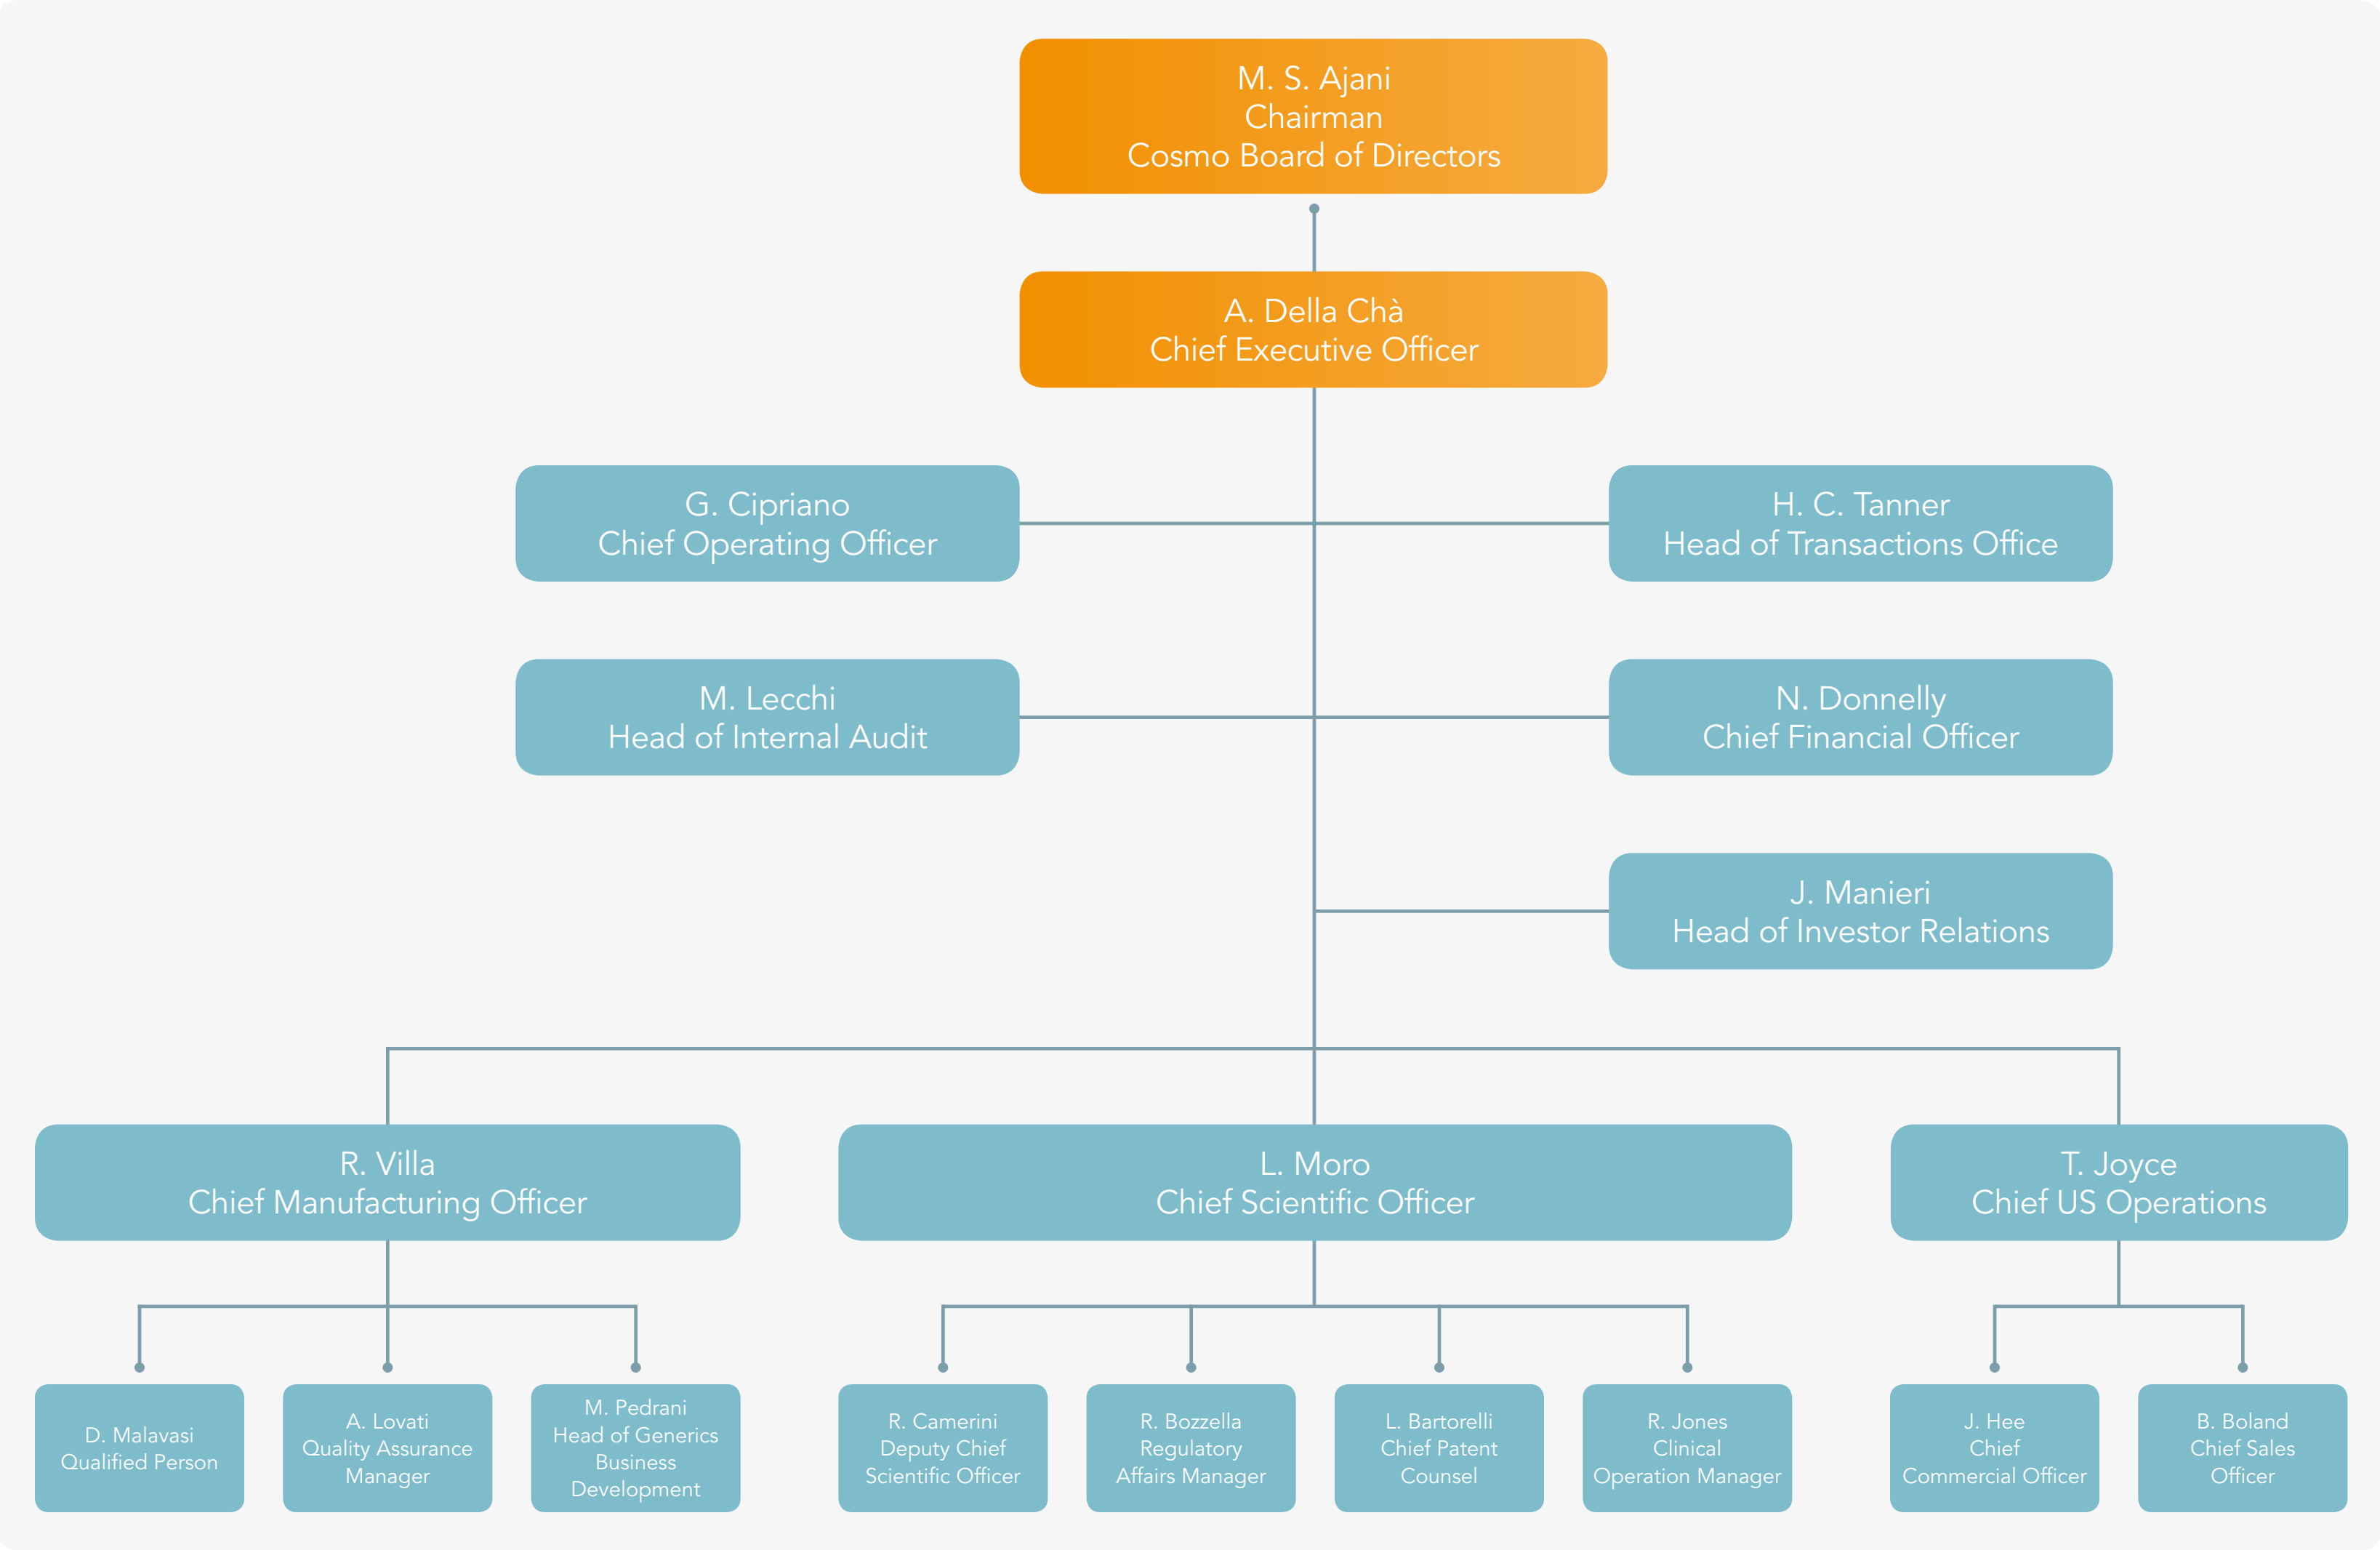 M. S. Ajani
Chairman
Cosmo Board of Directors
A. Della Chà
Chief Executive Officer
G. Cipriano
Chief Operating Officer
H. C. Tanner
Head of Transactions Office
M. Lecchi
Head of Internal Audit
N. Donnelly
Chief Financial Officer
J. Manieri
Head of Investor Relations
R. Villa
Chief Manufacturing Officer
L. Moro
Chief Scientific Officer
T. Joyce
Chief US Operations
D. Malavasi
Qualified Person
A. Lovati
Quality Assurance
Manager
M. Pedrani
Head of Generics
Business
Development
R. Camerini
Deputy Chief
Scientific Officer
R. Bozzella
Regulatory
Affairs Manager
L. Bartorelli
Chief Patent
Counsel
R. Jones
Clinical
Operation Manager
J. Hee
Chief
Commercial Officer
B. Boland
Chief Sales
Officer